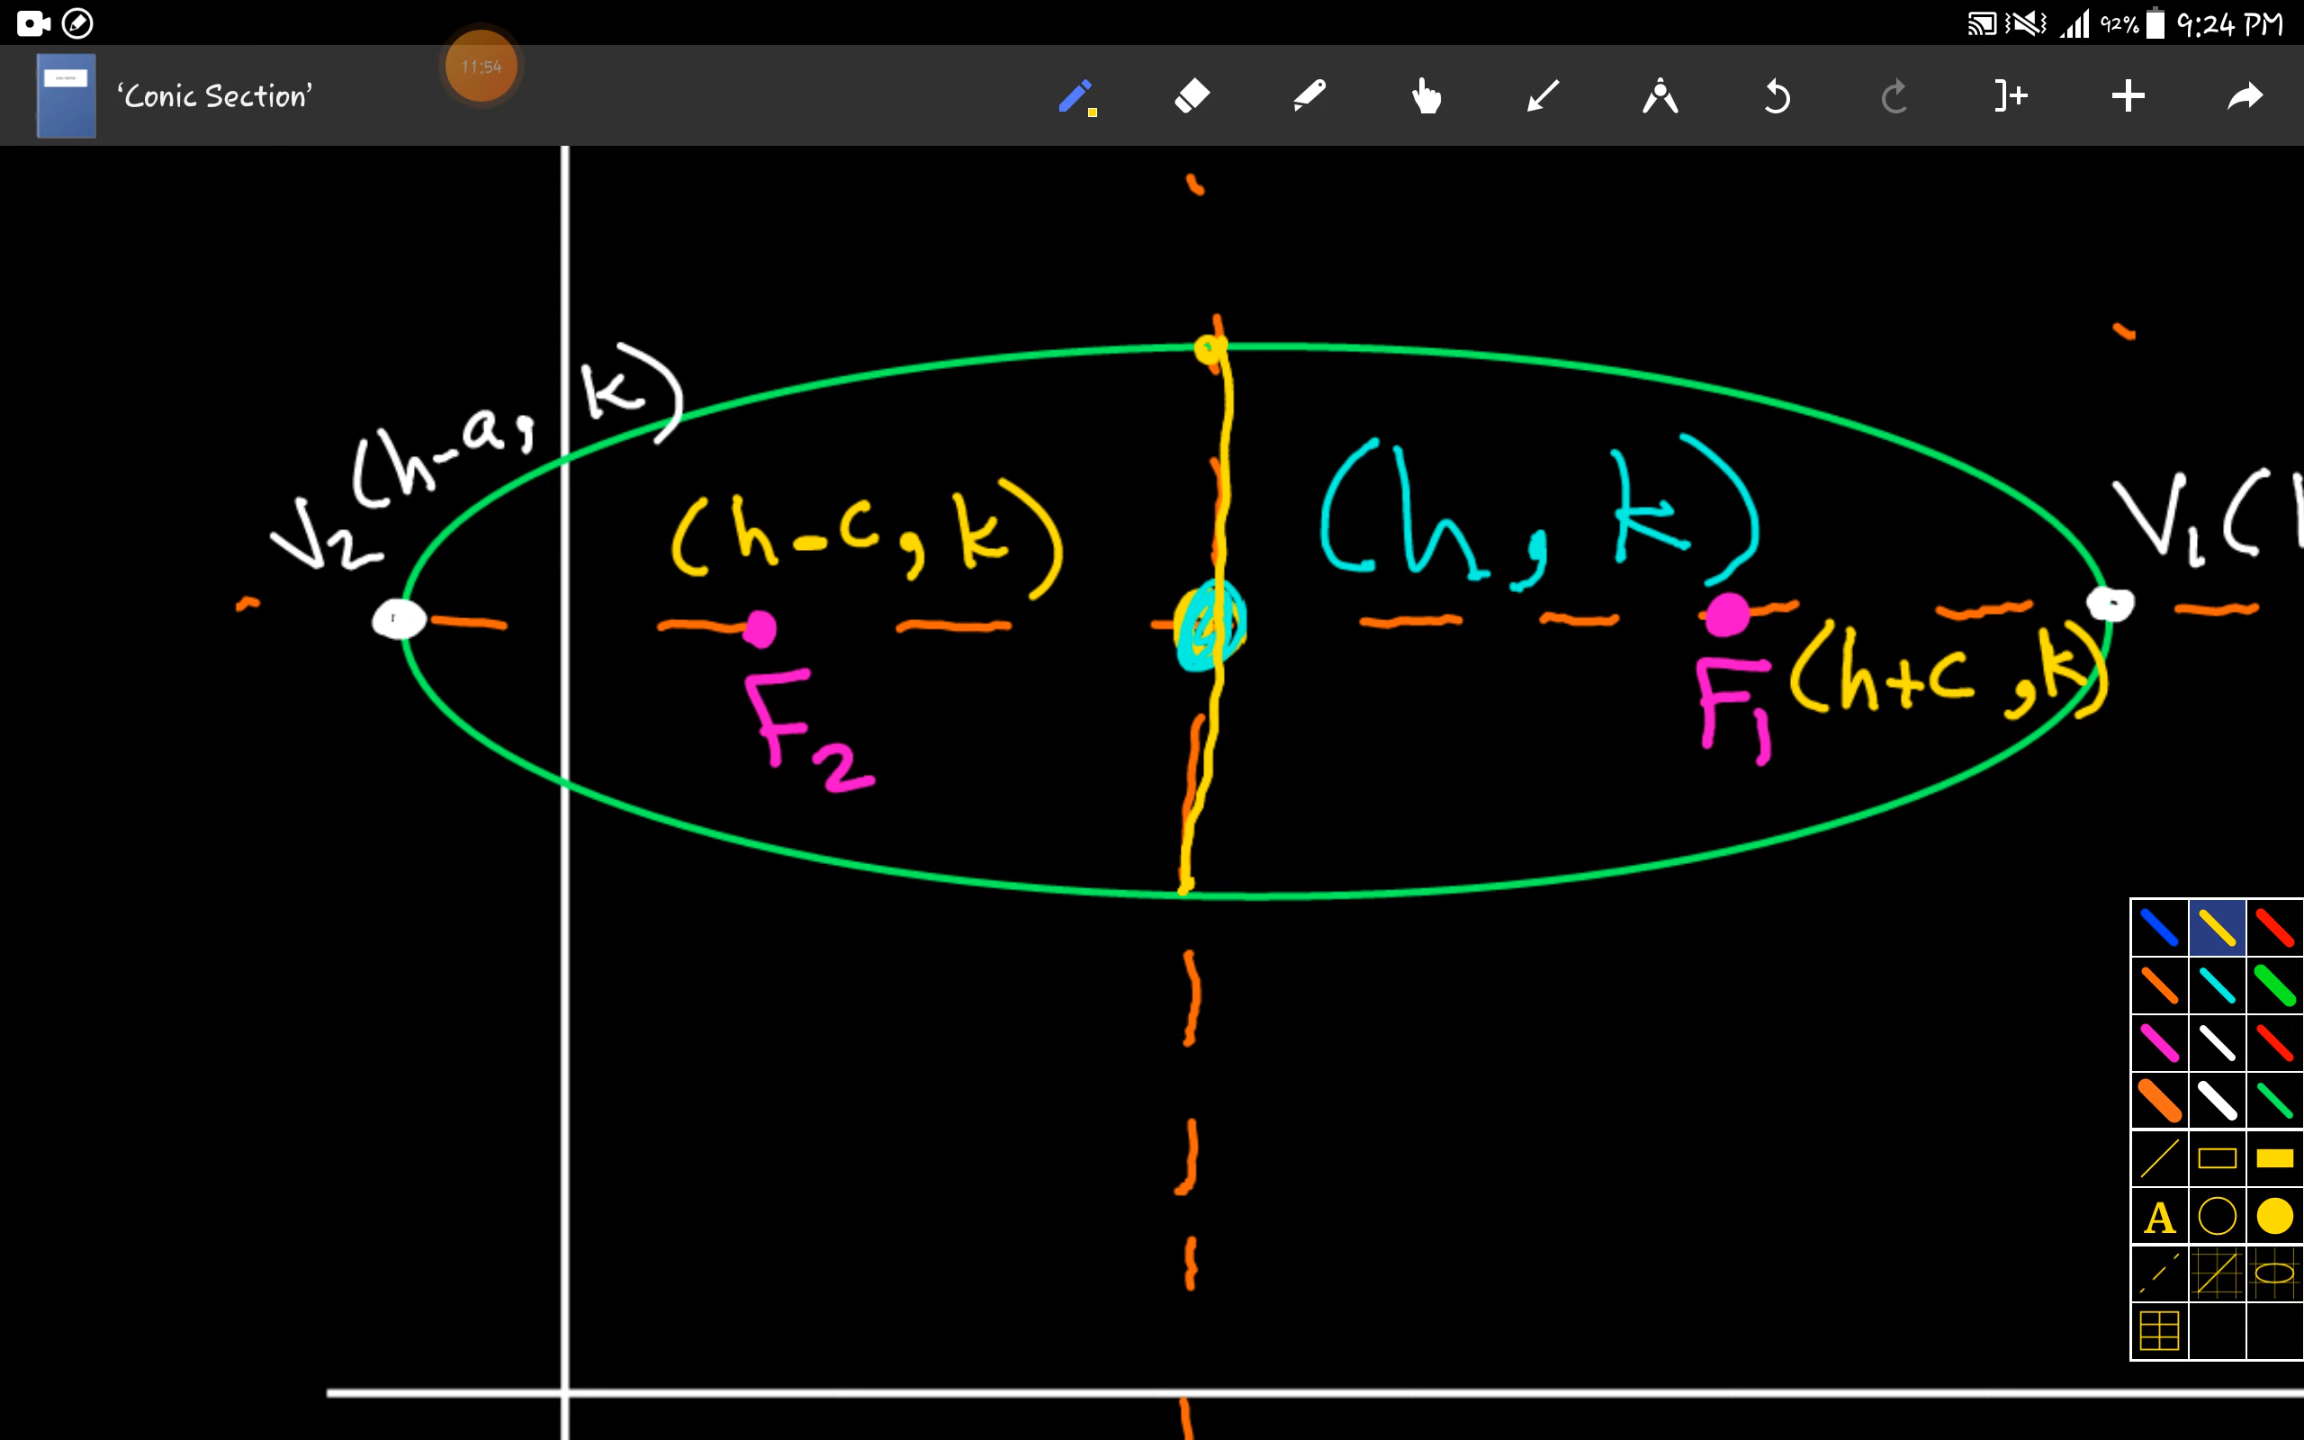 92% 9:24 PM
11:54
‘Conic Section’
V2 (h-a, k)
(h-c, k)
(h, k)
V1 (
F2
F1 (h+c, k)
A